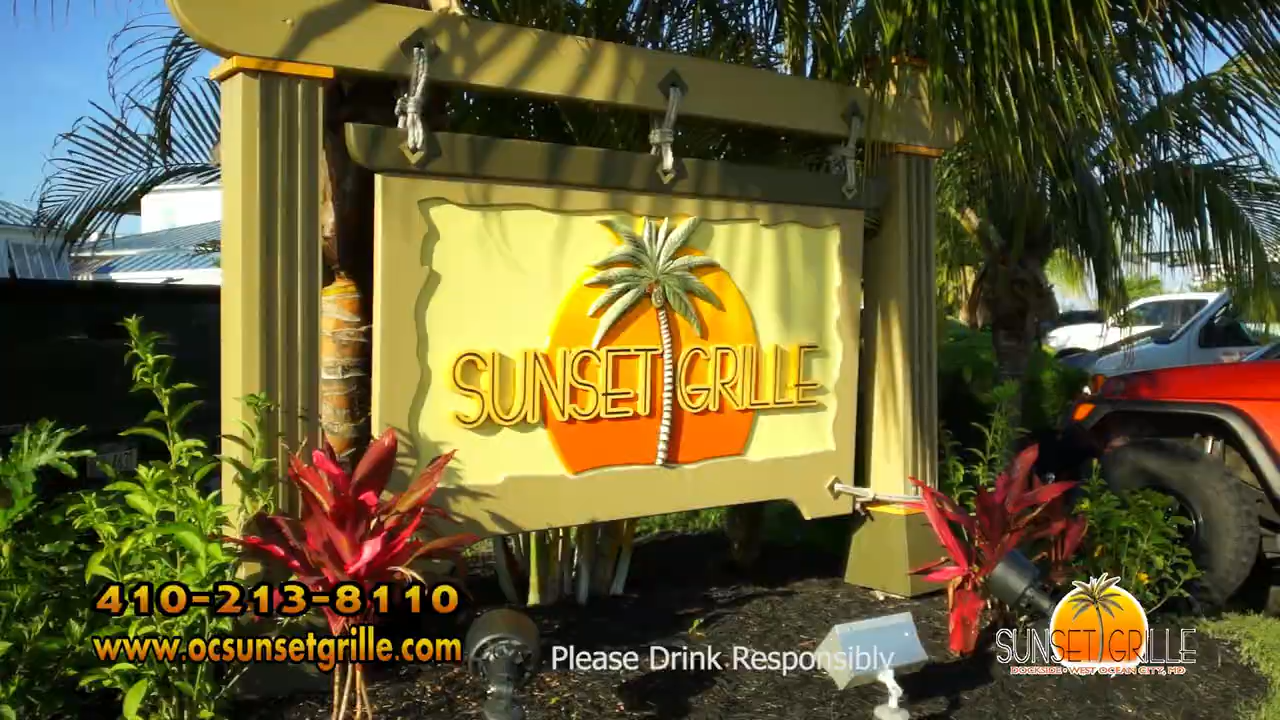 SUNSET GRILLE
410-213-8110
www.ocsunsetgrille.com
Please Drink Responsibly
SUNSET GRILLE
DOCKSIDE • WEST OCEAN CITY, MD